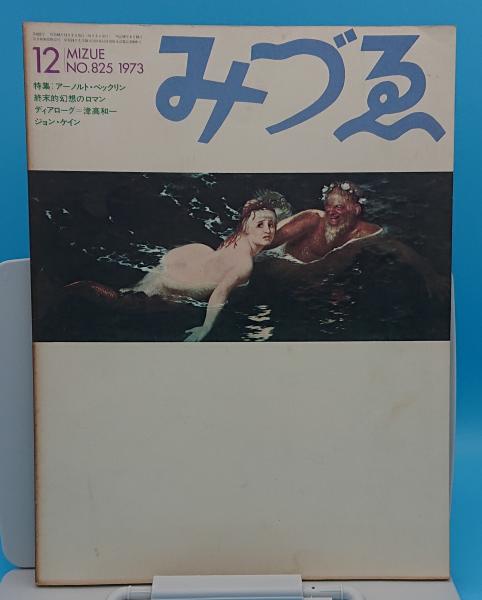 12 MIZUE
NO. 825 1973
みづゑ
特集:アーノルト・ベックリン
終末的幻想のロマン
ディアローグ=津高和一
ジョン・ケイン